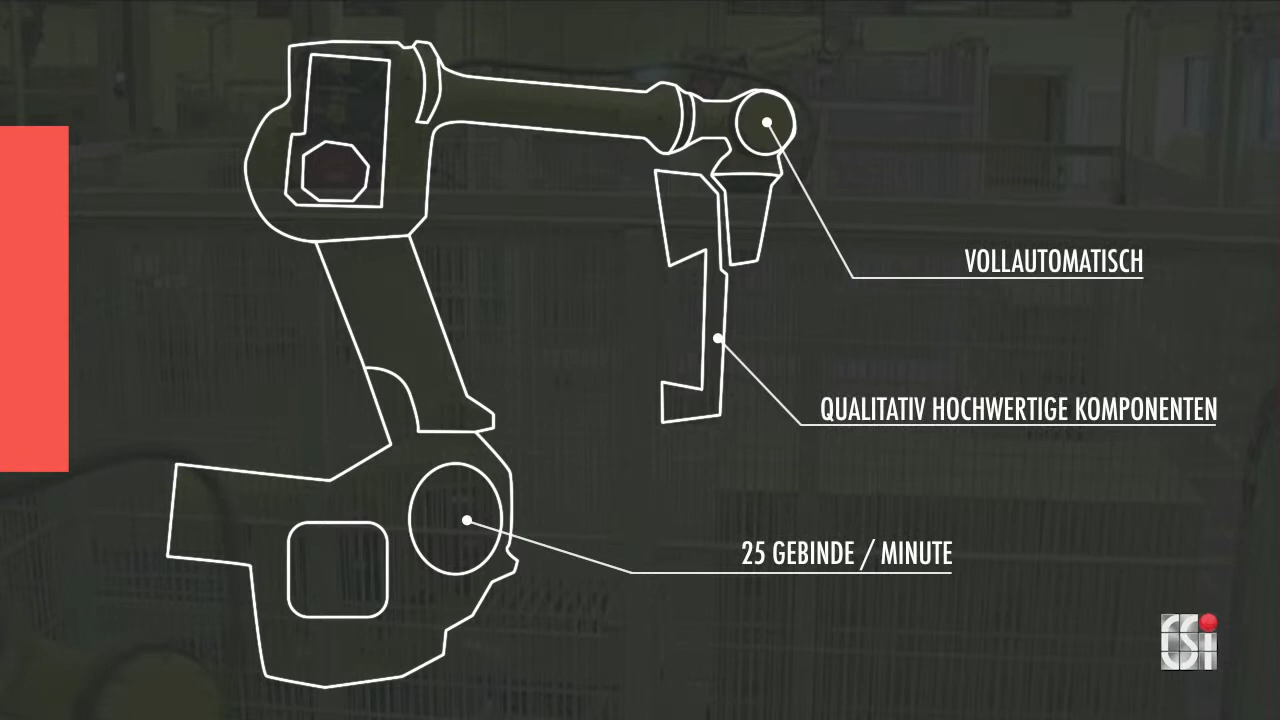 VOLLAUTOMATISCH
QUALITATIV HOCHWERTIGE KOMPONENTEN
25 GEBINDE / MINUTE
CSi